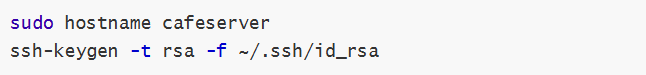 sudo hostname cafeserver
ssh-keygen -t rsa -f ~/.ssh/id_rsa